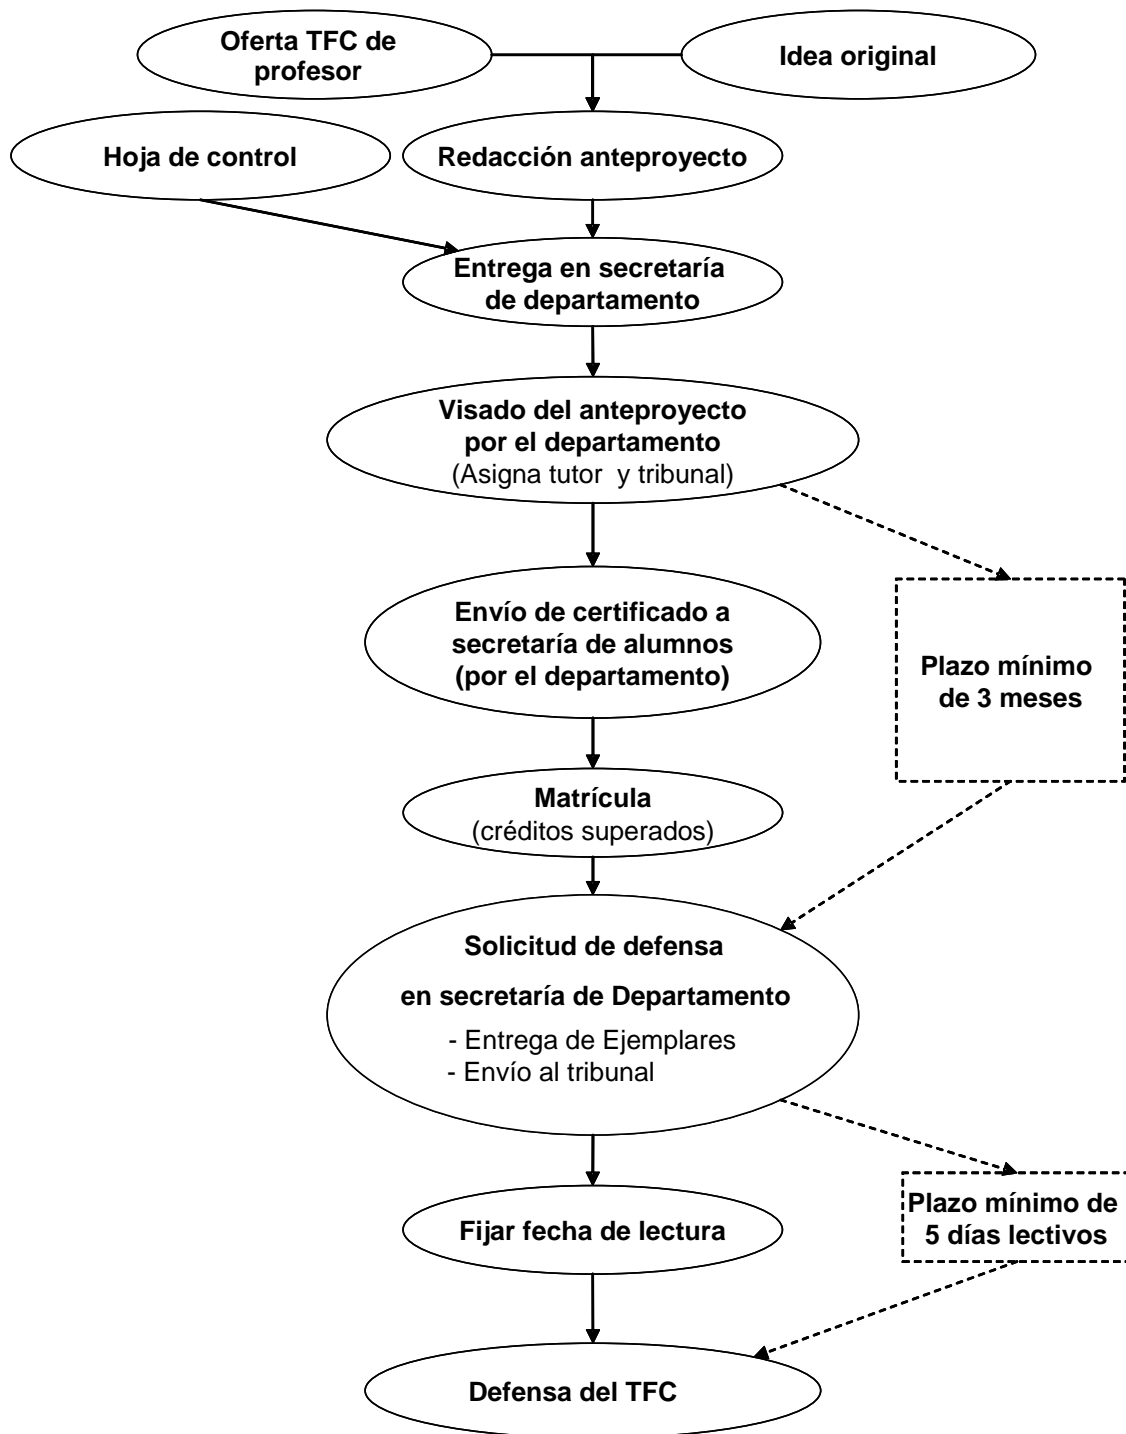 Oferta TFC de
profesor
Idea original
Hoja de control
Redacción anteproyecto
Entrega en secretaría
de departamento
Visado del anteproyecto
por el departamento
(Asigna tutor y tribunal)
Envío de certificado a
secretaría de alumnos
(por el departamento)
Plazo mínimo
de 3 meses
Matrícula
(créditos superados)
Solicitud de defensa
en secretaría de Departamento
- Entrega de Ejemplares
- Envío al tribunal
Plazo mínimo de
5 días lectivos
Fijar fecha de lectura
Defensa del TFC